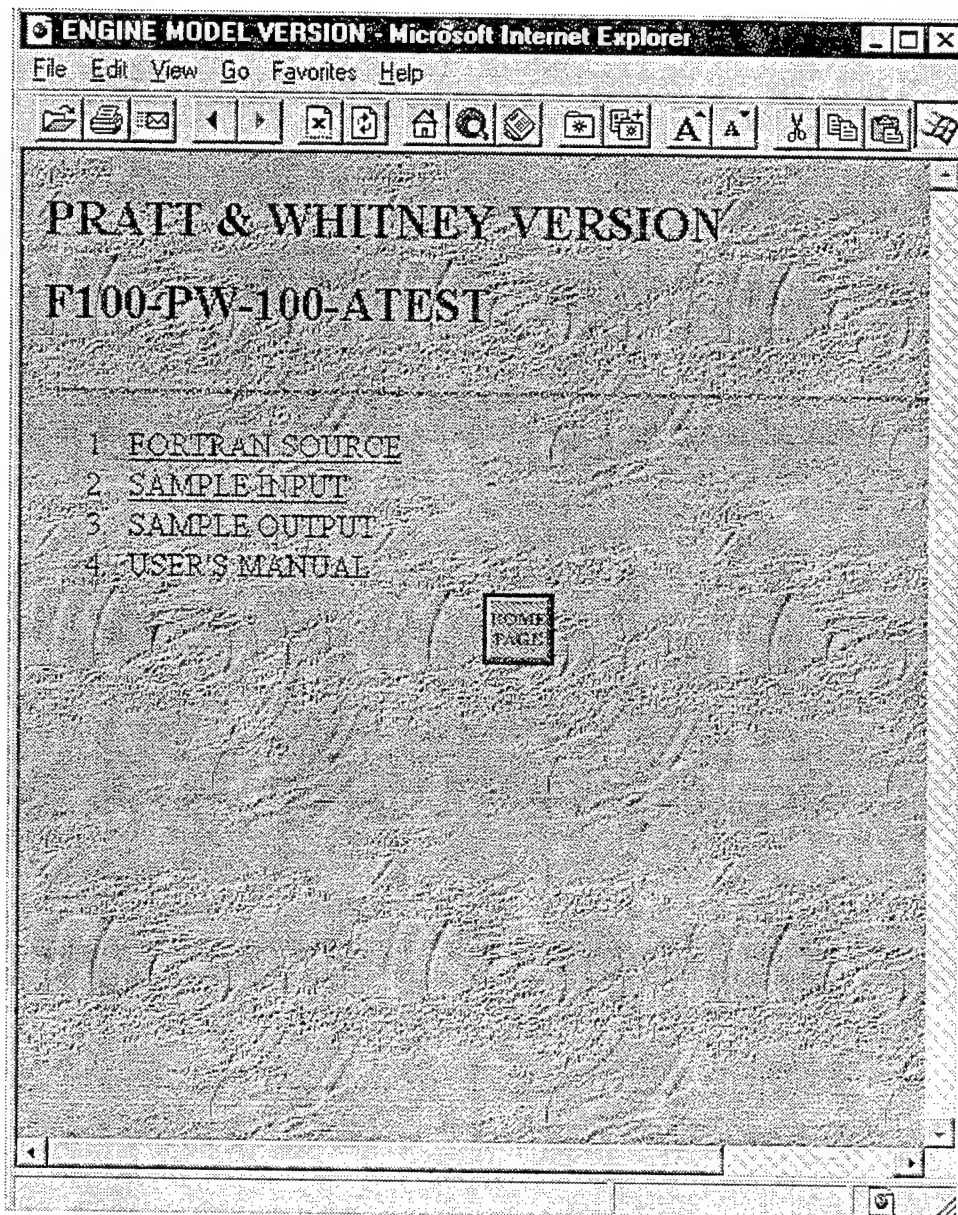 ENGINE MODEL VERSION - Microsoft Internet Explorer
File Edit View Go Favorites Help
PRATT & WHITNEY VERSION
F100-PW-100-ATEST
1 FORTRAN SOURCE
2 SAMPLE INPUT
3 SAMPLE OUTPUT
4 USER'S MANUAL
HOME
PAGE